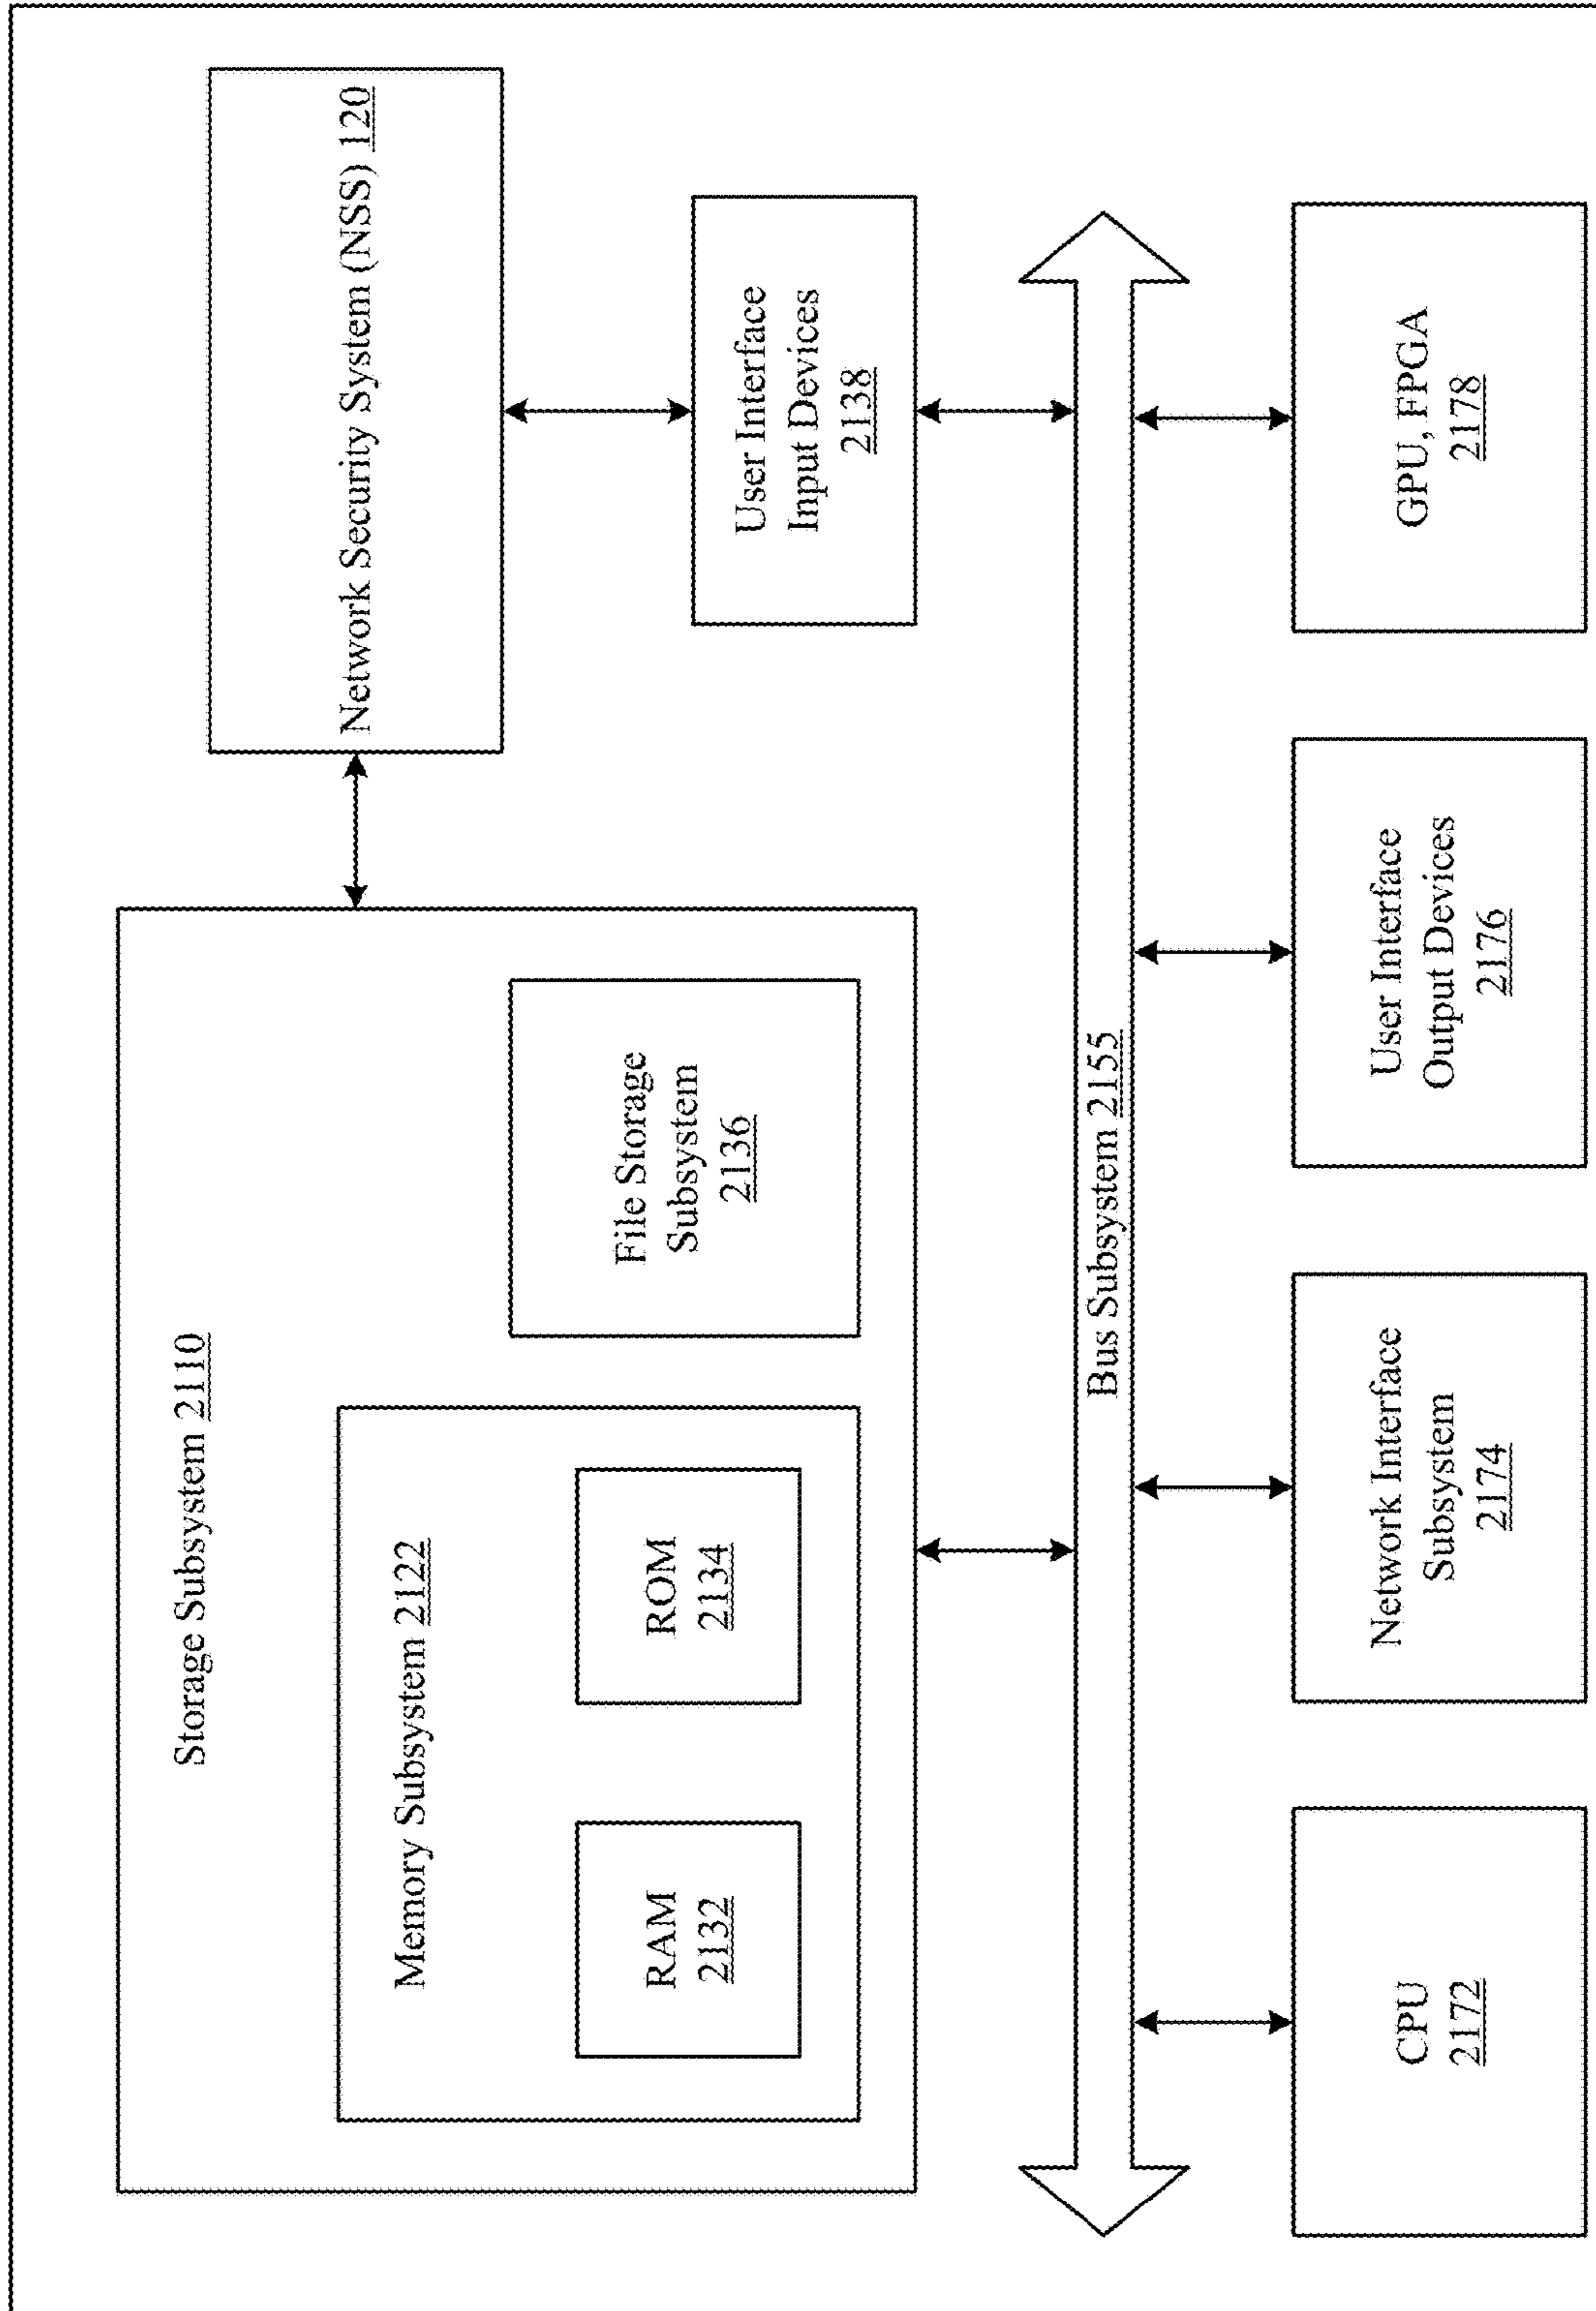 Storage Subsystem 2110
Memory Subsystem 2122
RAM
2132
ROM
2134
File Storage
Subsystem
2136
Network Security System (NSS) 120
User Interface
Input Devices
2138
Bus Subsystem 2155
CPU
2172
Network Interface
Subsystem
2174
User Interface
Output Devices
2176
GPU, FPGA
2178